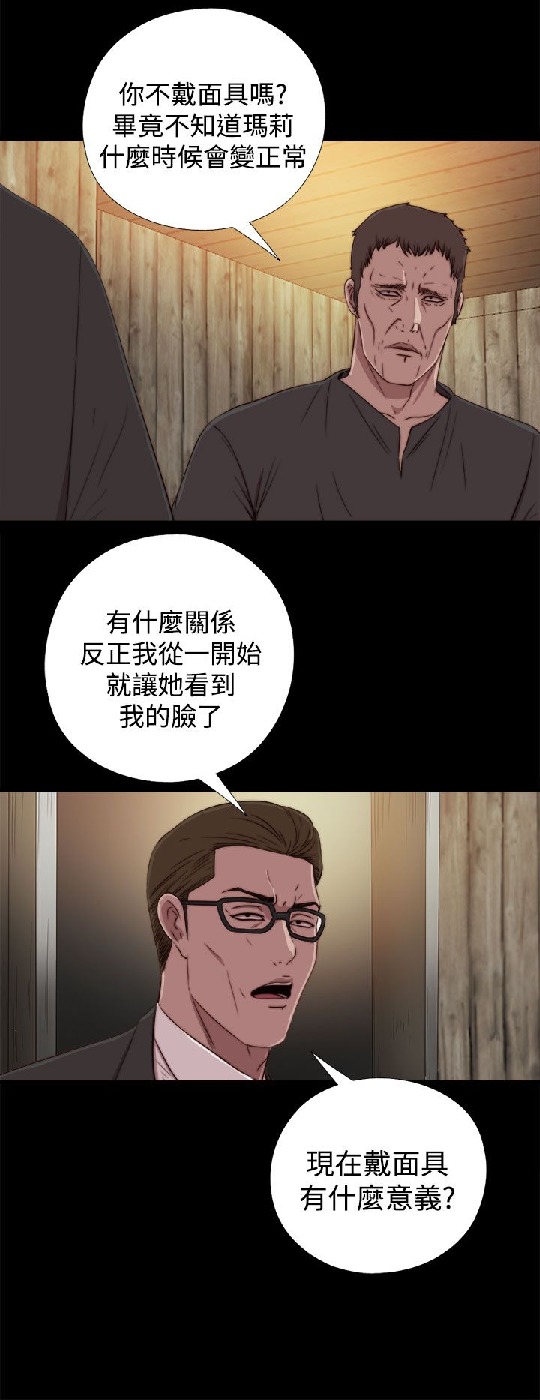 你不戴面具嗎?
畢竟不知道瑪莉
什麼時候會變正常
有什麼關係
反正我從一開始
就讓她看到
我的臉了
現在戴面具
有什麼意義?